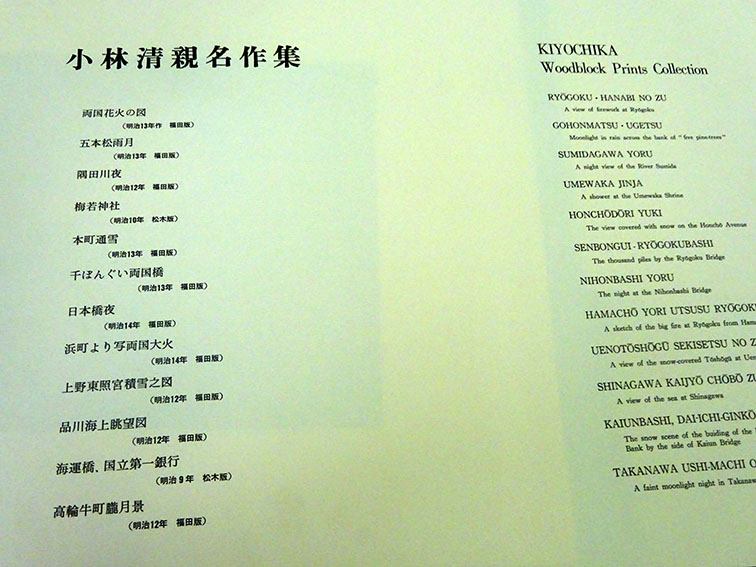 小林清親名作集
両国花火の図
(明治13年作 福田版)
五本松雨月
(明治13年 福田版)
隅田川夜
(明治12年 福田版)
梅若神社
(明治10年 松木版)
本町通雪
(明治13年 福田版)
千ぼんぐい両国橋
(明治13年 福田版)
日本橋夜
(明治14年 福田版)
浜町より写両国大火
(明治14年 福田版)
上野東照宮積雪之図
(明治12年 福田版)
品川海上眺望図
(明治12年 福田版)
海運橋、国立第一銀行
(明治9年 松木版)
高輪牛町朧月景
(明治12年 福田版)
KIYOCHIKA
Woodblock Prints Collection
RYŌGOKU・HANABI NO ZU
A view of firework at Ryōgoku
GOHONMATSU・UGETSU
Moonlight in rain across the bank of "five pine-trees"
SUMIDAGAWA YORU
A night view of the River Sumida
UMEWAKA JINJA
A shower at the Umewaka Shrine
HONCHŌDŌRI YUKI
The view covered with snow on the Honchō Avenue
SENBONGUI-RYŌGOKUBASHI
The thousand piles by the Ryōgoku Bridge
NIHONBASHI YORU
The night at the Nihonbashi Bridge
HAMACHŌ YORI UTSUSU RYŌGOKU
A sketch of the big fire at Ryōgoku from Ham
UENOTŌSHŌGŪ SEKISETSU NO Z
A view of the snow-covered Tōshōgū at Uen
SHINAGAWA KAIJYŌ CHŌBŌ ZU
A view of the sea at Shinagawa
KAIUNBASHI, DAI-ICHI-GINKŌ
The snow scene of the buiding of the
Bank by the side of Kaiun Bridge
TAKANAWA USHI-MACHI O
A faint moonlight night in Takanaw